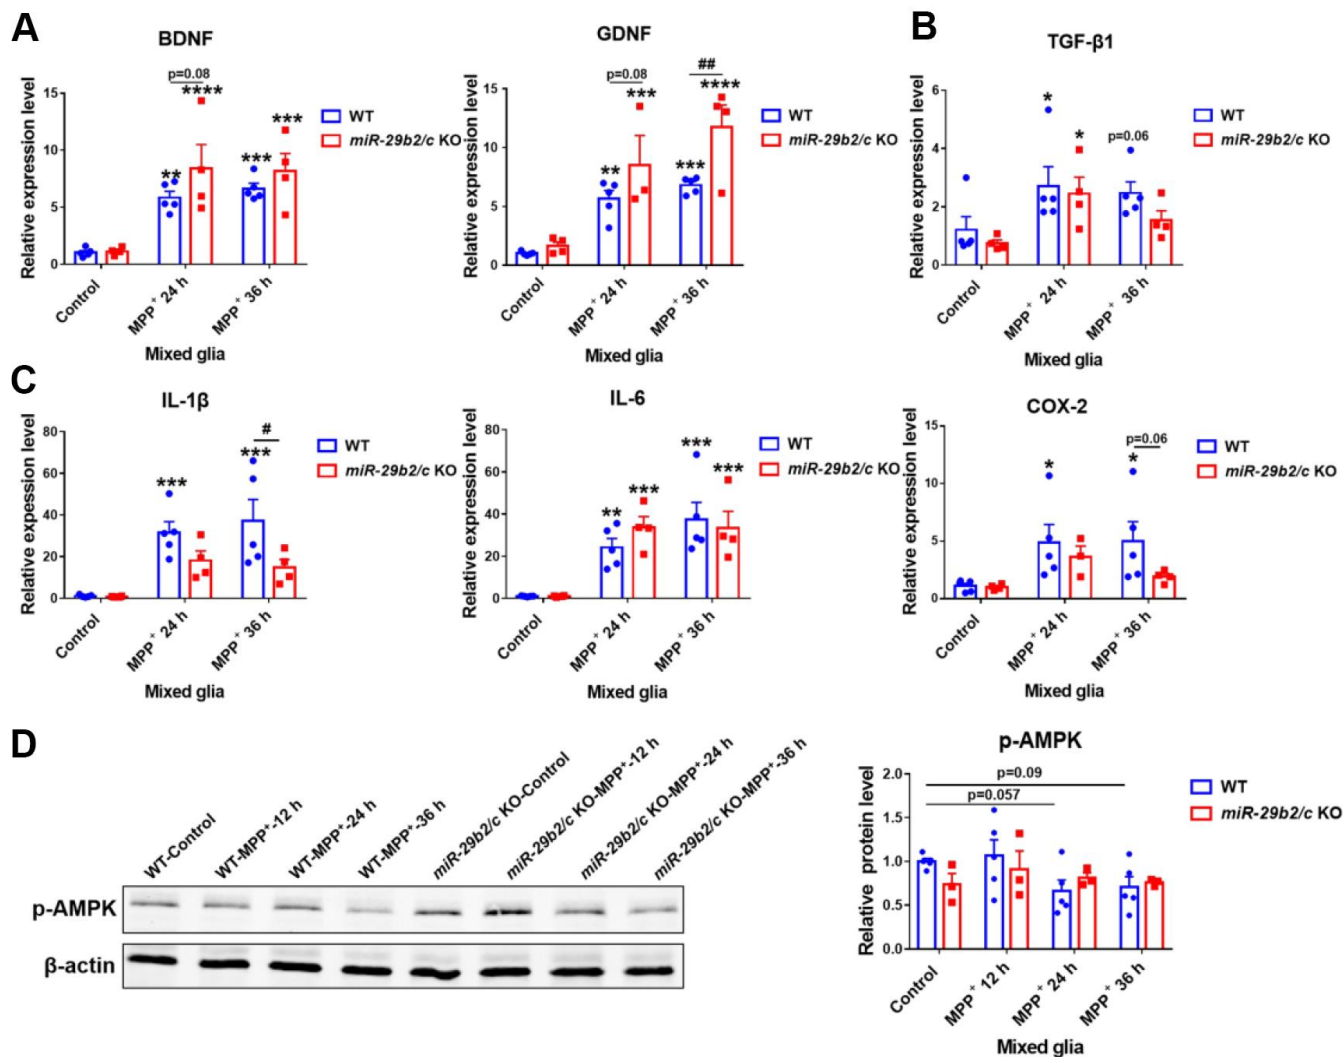 A
BDNF
Relative expression level
15
10
5
0
p=0.08
**
****
***
***
WT
miR-29b2/c KO
Control
MPP⁺ 24 h
MPP⁺ 36 h
Mixed glia
GDNF
Relative expression level
15
10
5
0
p=0.08
##
**
***
***
****
WT
miR-29b2/c KO
Control
MPP⁺ 24 h
MPP⁺ 36 h
Mixed glia
B
TGF-β1
Relative expression level
6
4
2
0
*
*
p=0.06
WT
miR-29b2/c KO
Control
MPP⁺ 24 h
MPP⁺ 36 h
Mixed glia
C
IL-1β
Relative expression level
80
60
40
20
0
***
***
#
WT
miR-29b2/c KO
Control
MPP⁺ 24 h
MPP⁺ 36 h
Mixed glia
IL-6
Relative expression level
80
60
40
20
0
**
***
***
***
WT
miR-29b2/c KO
Control
MPP⁺ 24 h
MPP⁺ 36 h
Mixed glia
COX-2
Relative expression level
15
10
5
0
*
*
p=0.06
WT
miR-29b2/c KO
Control
MPP⁺ 24 h
MPP⁺ 36 h
Mixed glia
D
WT-Control
WT-MPP⁺-12 h
WT-MPP⁺-24 h
WT-MPP⁺-36 h
miR-29b2/c KO-Control
miR-29b2/c KO-MPP⁺-12 h
miR-29b2/c KO-MPP⁺-24 h
miR-29b2/c KO-MPP⁺-36 h
p-AMPK
β-actin
p-AMPK
Relative protein level
2.0
1.5
1.0
0.5
0.0
p=0.09
p=0.057
WT
miR-29b2/c KO
Control
MPP⁺ 12 h
MPP⁺ 24 h
MPP⁺ 36 h
Mixed glia